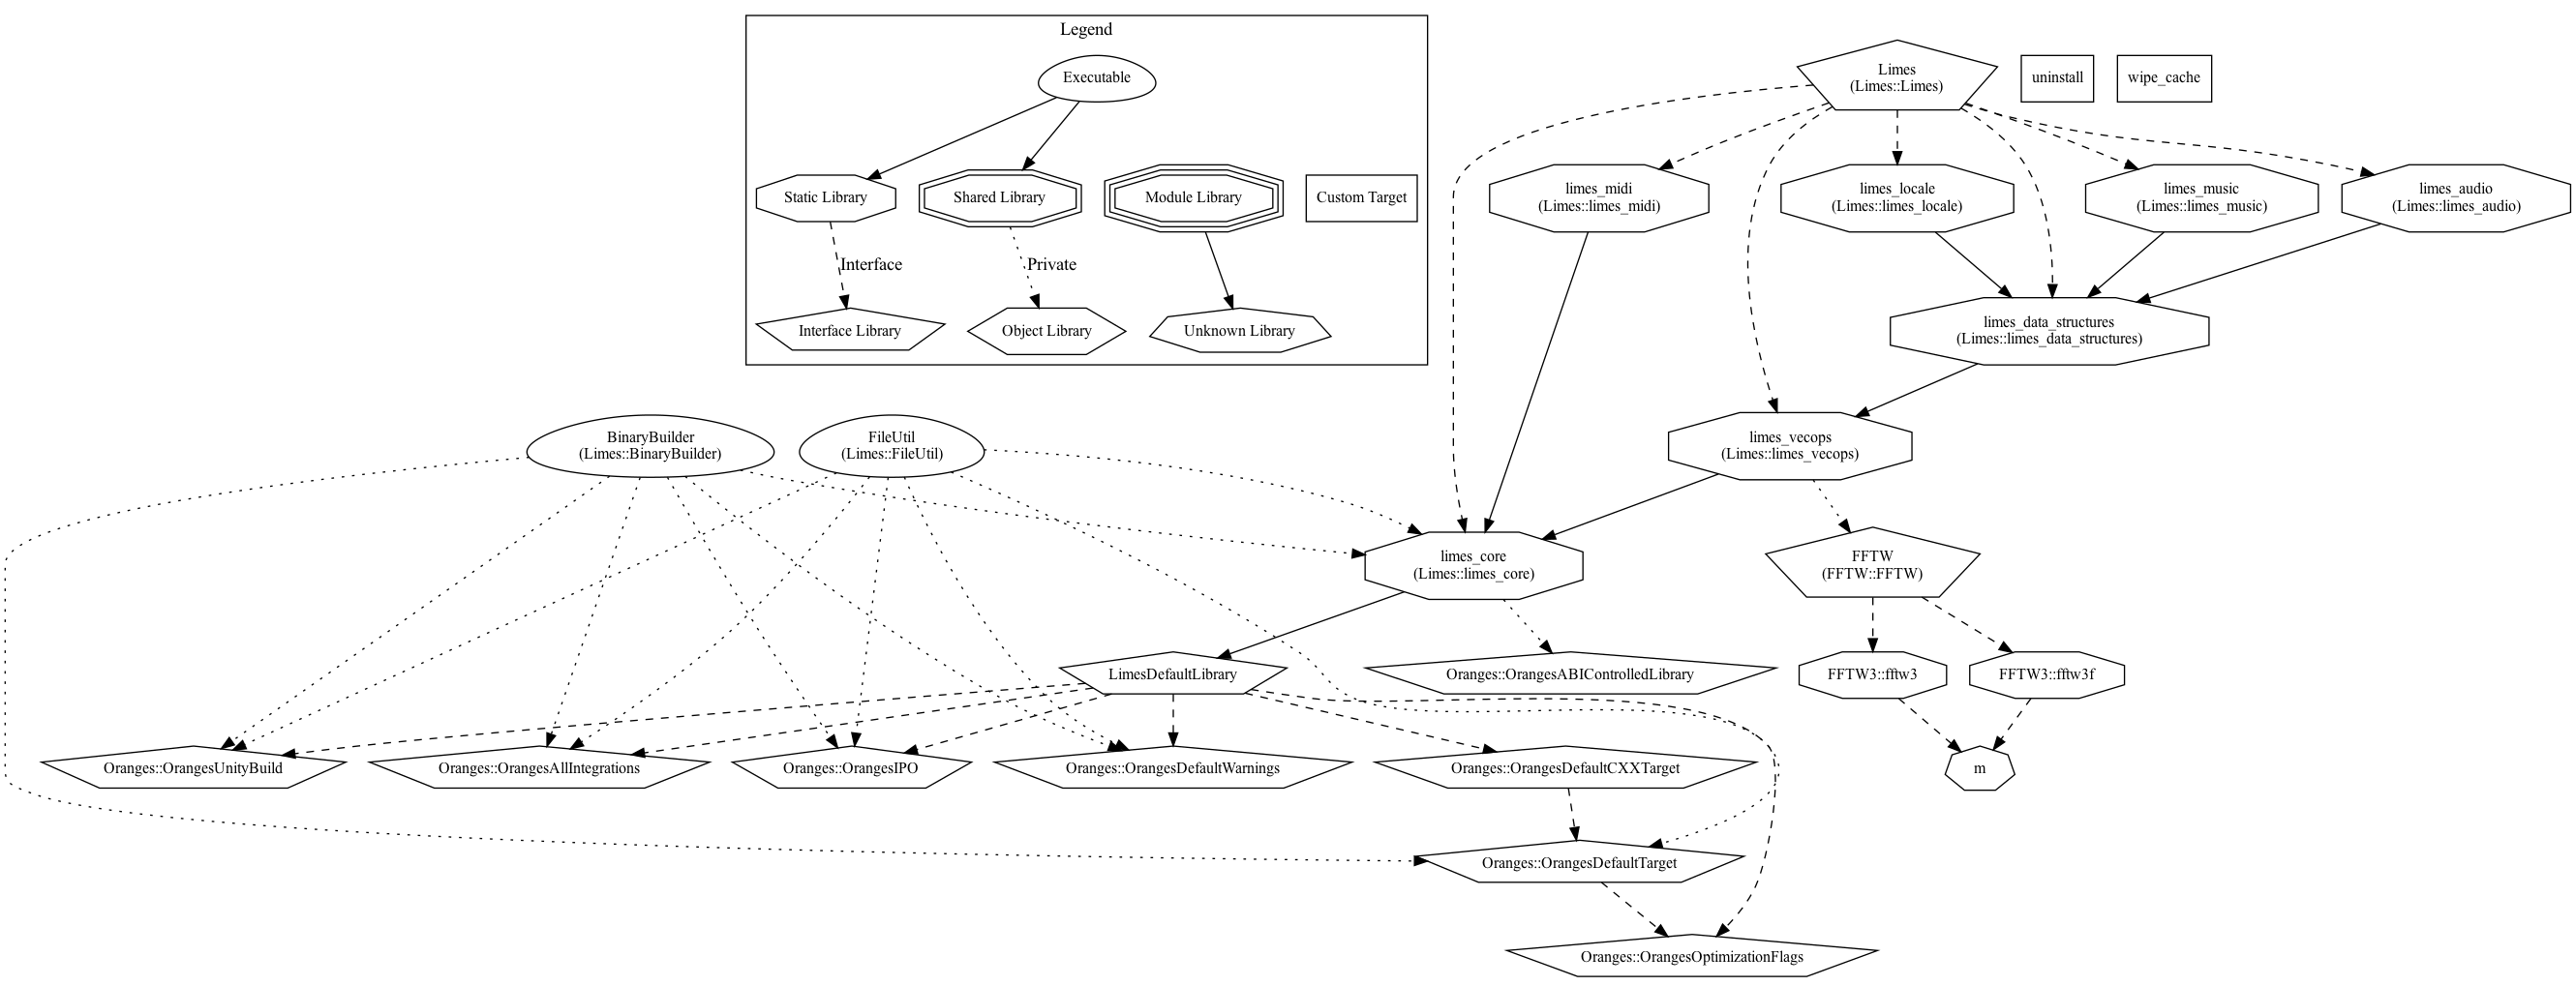 Legend
Executable
Static Library
Shared Library
Module Library
Custom Target
Interface
Private
Interface Library
Object Library
Unknown Library
Limes
(Limes::Limes)
uninstall
wipe_cache
limes_midi
(Limes::limes_midi)
limes_locale
(Limes::limes_locale)
limes_music
(Limes::limes_music)
limes_audio
(Limes::limes_audio)
limes_data_structures
(Limes::limes_data_structures)
BinaryBuilder
(Limes::BinaryBuilder)
FileUtil
(Limes::FileUtil)
limes_vecops
(Limes::limes_vecops)
limes_core
(Limes::limes_core)
FFTW
(FFTW::FFTW)
LimesDefaultLibrary
Oranges::OrangesABIControlledLibrary
FFTW3::fftw3
FFTW3::fftw3f
Oranges::OrangesUnityBuild
Oranges::OrangesAllIntegrations
Oranges::OrangesIPO
Oranges::OrangesDefaultWarnings
Oranges::OrangesDefaultCXXTarget
m
Oranges::OrangesDefaultTarget
Oranges::OrangesOptimizationFlags